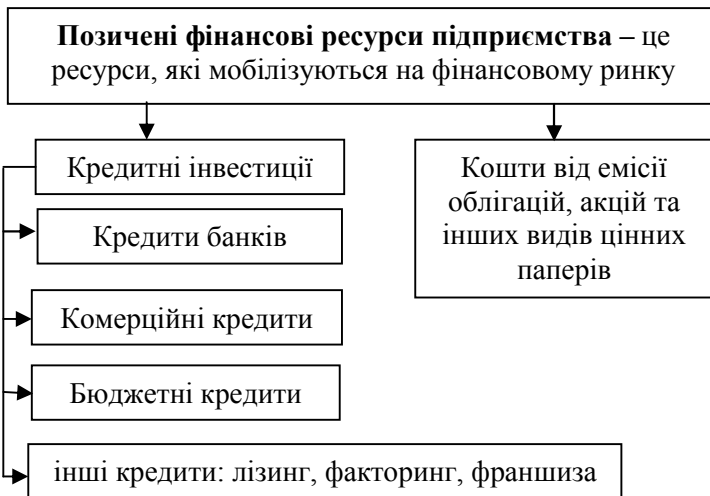 Позичені фінансові ресурси підприємства – це
ресурси, які мобілізуються на фінансовому ринку
Кредитні інвестиції
Кошти від емісії
облігацій, акцій та
інших видів цінних
паперів
Кредити банків
Комерційні кредити
Бюджетні кредити
інші кредити: лізинг, факторинг, франшиза